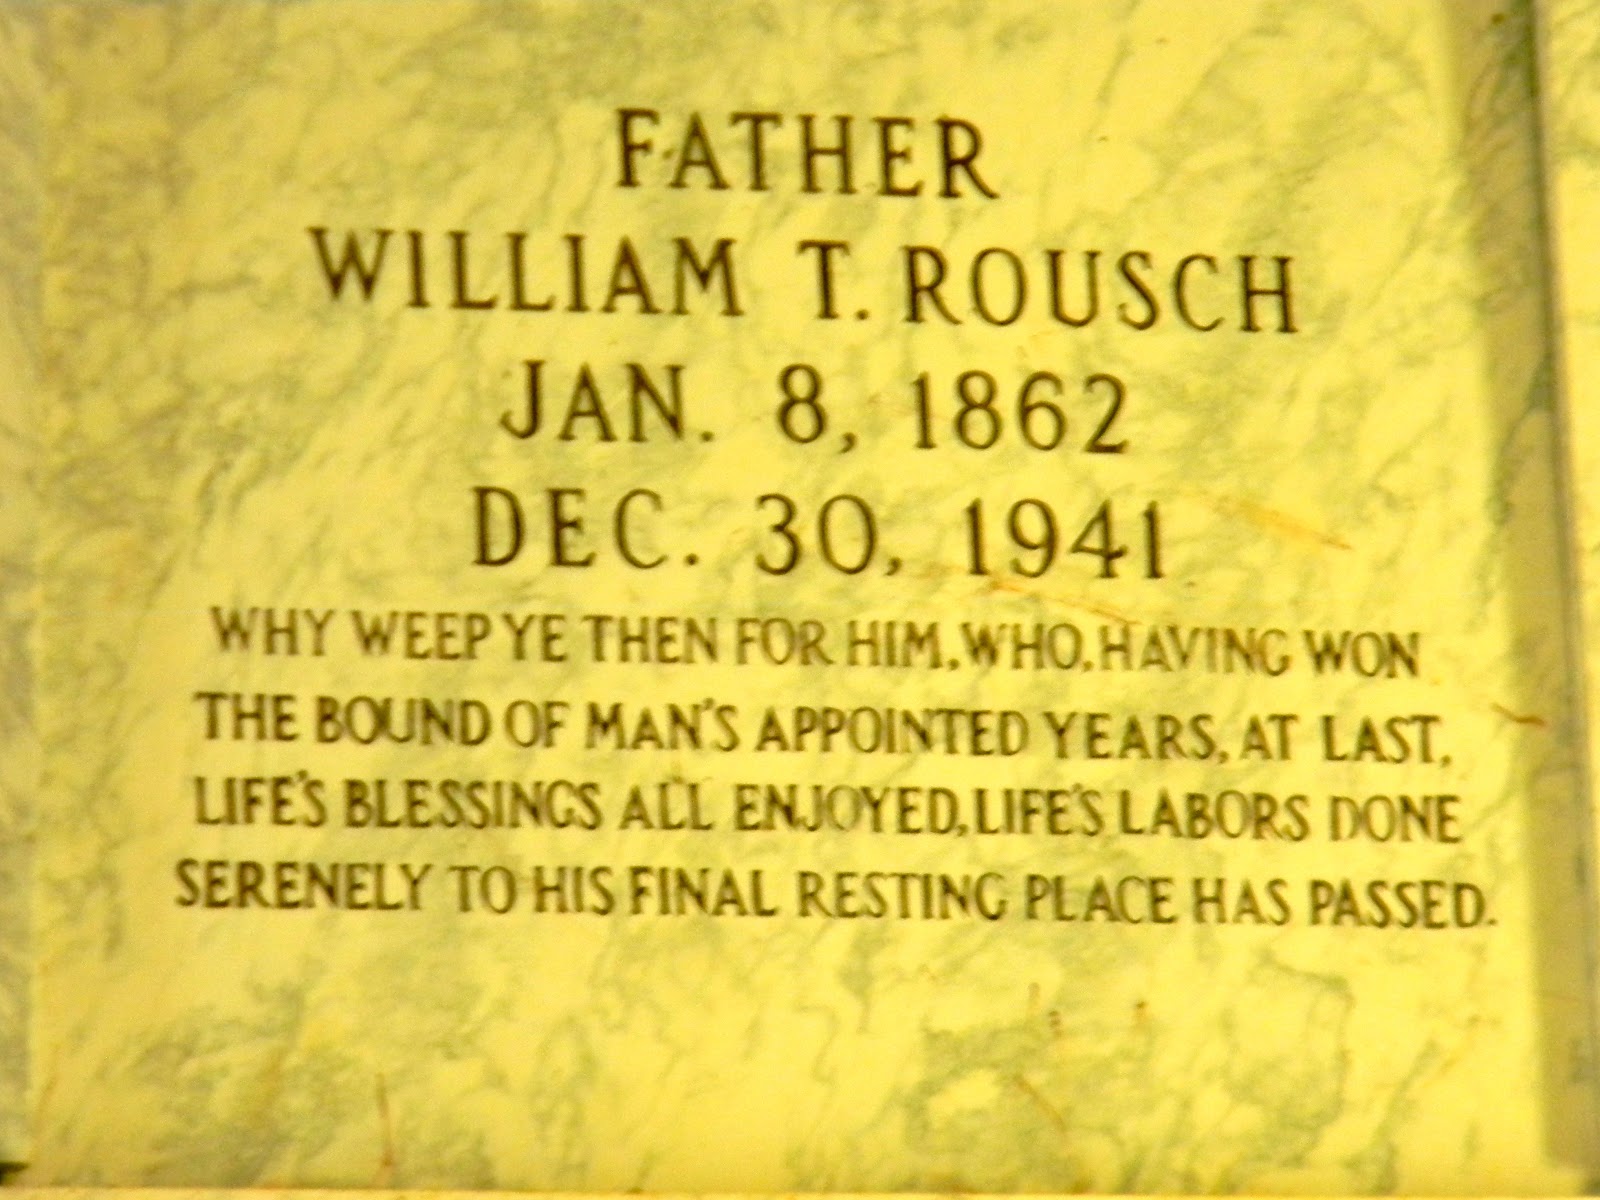 FATHER
WILLIAM T. ROUSCH
JAN. 8, 1862
DEC. 30, 1941
WHY WEEP YE THEN FOR HIM, WHO, HAVING WON
THE BOUND OF MAN'S APPOINTED YEARS, AT LAST,
LIFE'S BLESSINGS ALL ENJOYED, LIFE'S LABORS DONE
SERENELY TO HIS FINAL RESTING PLACE HAS PASSED.